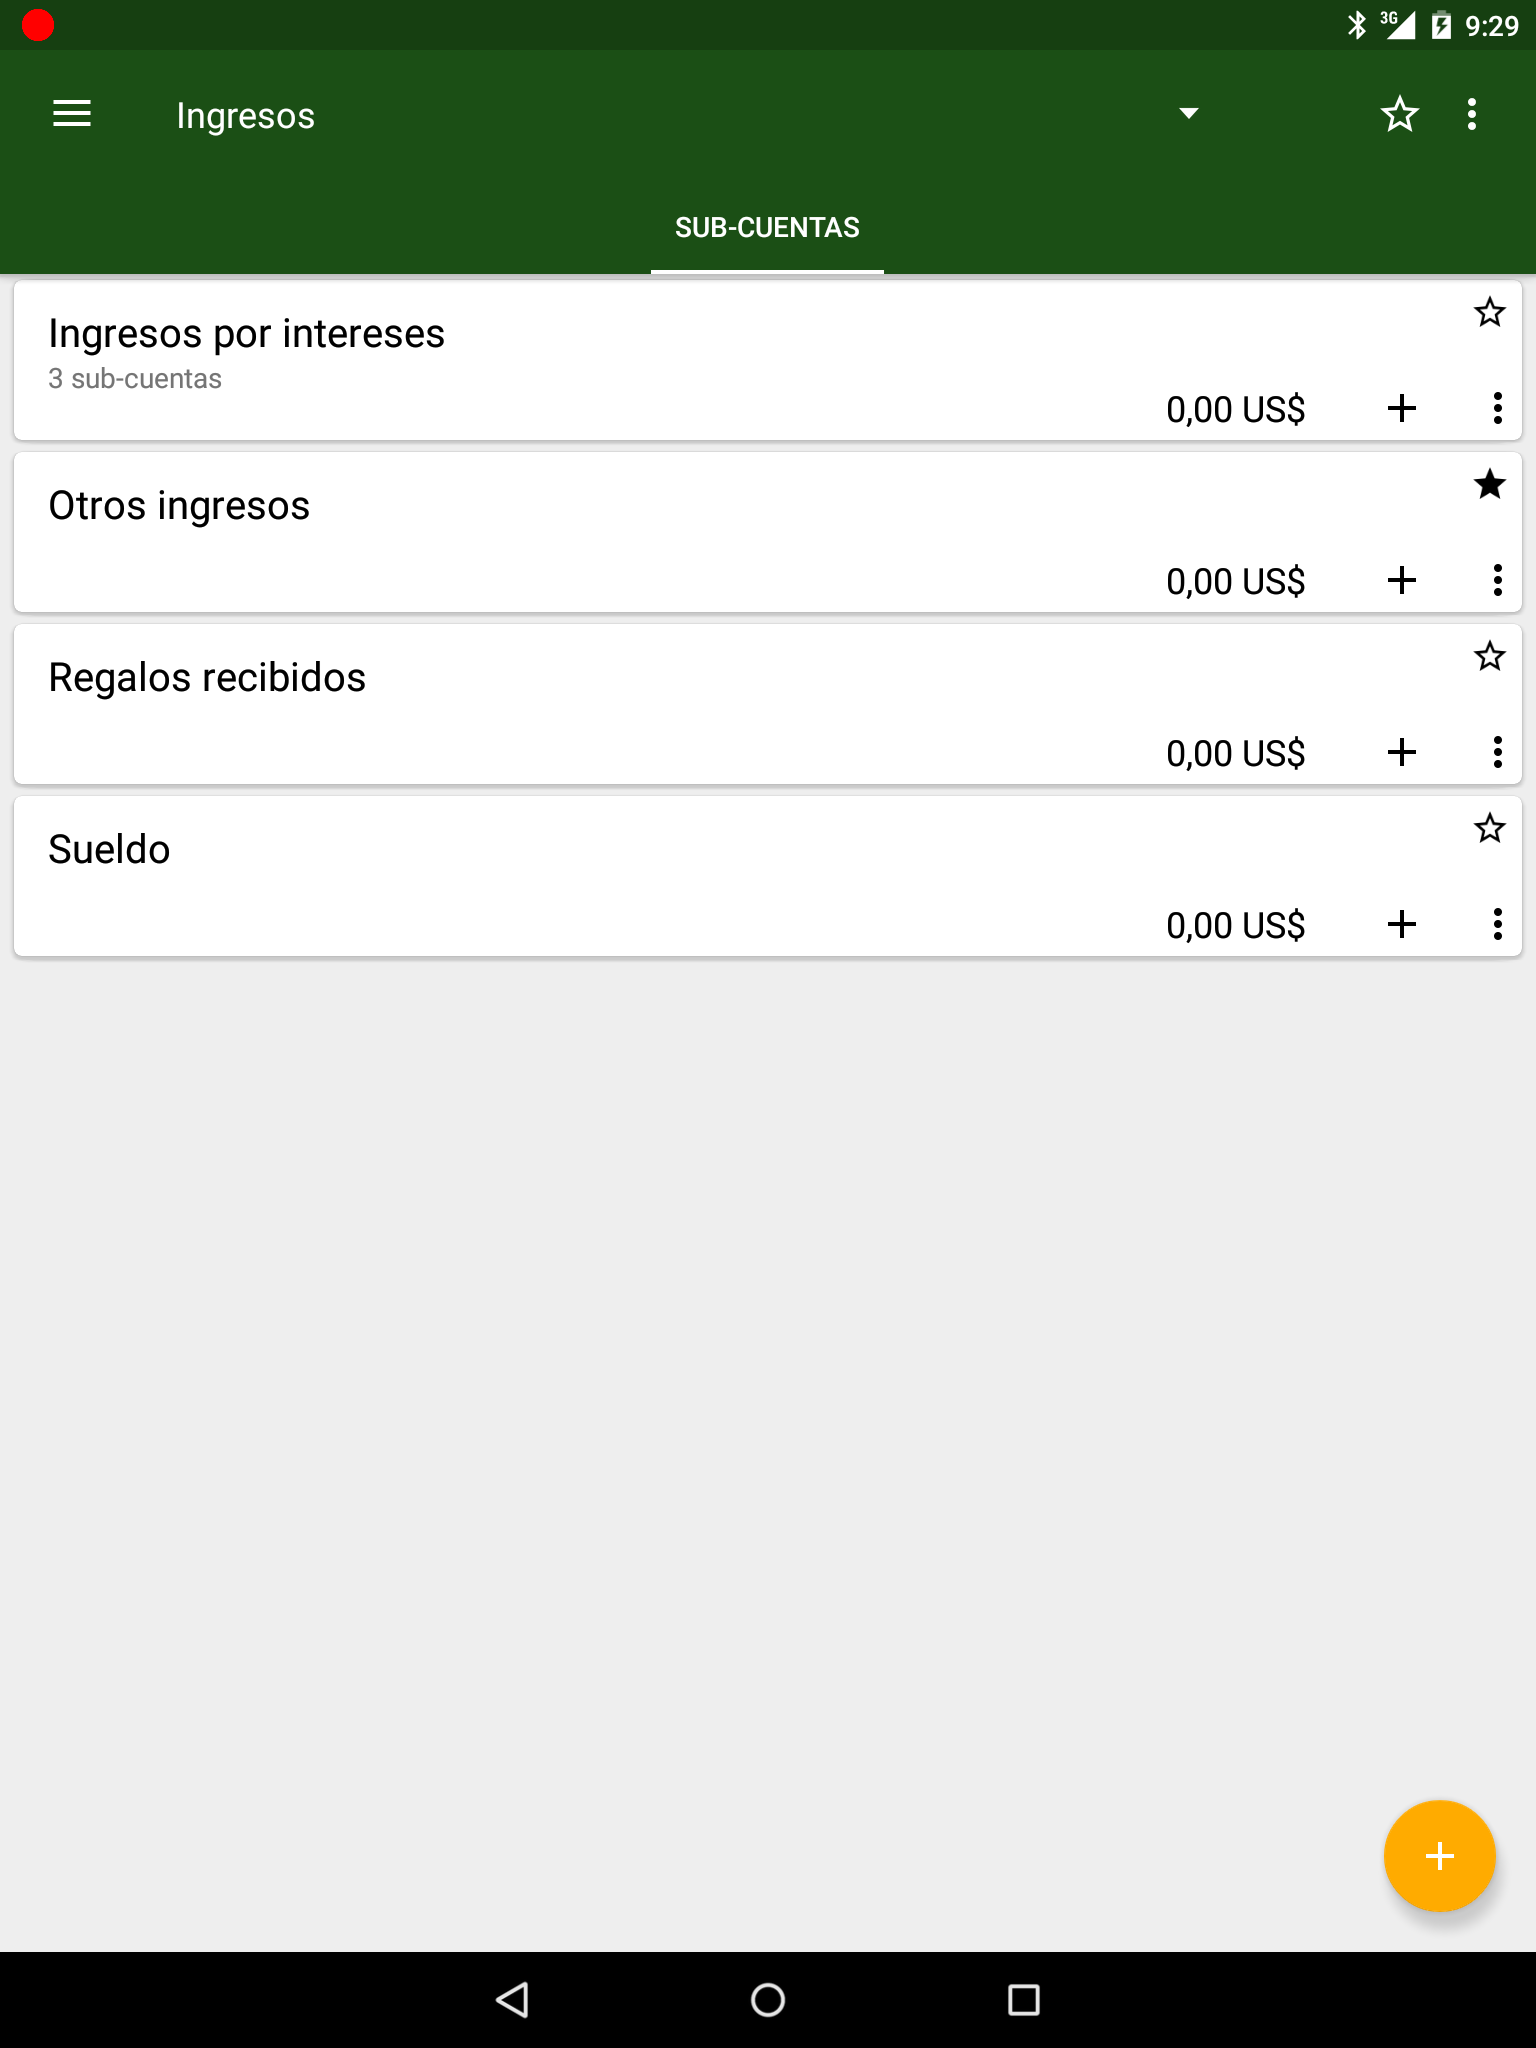 3G 9:29
Ingresos
SUB-CUENTAS
Ingresos por intereses
3 sub-cuentas
0,00 US$
Otros ingresos
0,00 US$
Regalos recibidos
0,00 US$
Sueldo
0,00 US$